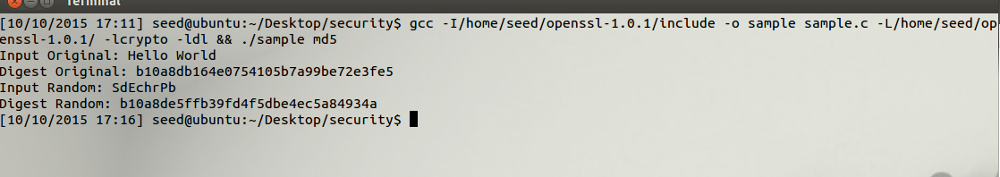 Terminal
[10/10/2015 17:11] seed@ubuntu:~/Desktop/security$ gcc -I/home/seed/openssl-1.0.1/include -o sample sample.c -L/home/seed/op
enssl-1.0.1/ -lcrypto -ldl && ./sample md5
Input Original: Hello World
Digest Original: b10a8db164e0754105b7a99be72e3fe5
Input Random: SdEchrPb
Digest Random: b10a8de5ffb39fd4f5dbe4ec5a84934a
[10/10/2015 17:16] seed@ubuntu:~/Desktop/security$